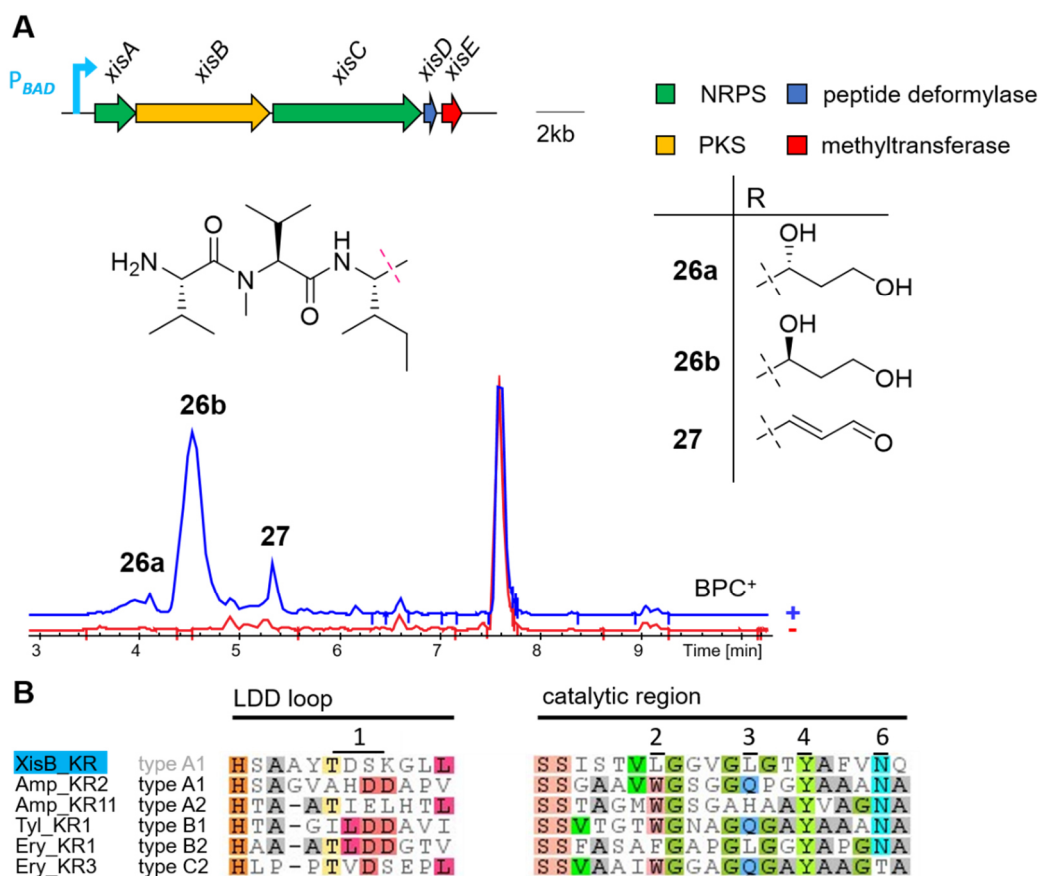 A
P_BAD
xisA xisB xisC xisD xisE
2kb
NRPS peptide deformylase
PKS methyltransferase
R
26a
OH
OH
26b
OH
OH
27
O
H2N
O
N
O
H
N
26b
26a
27
BPC+
+
-
3 4 5 6 7 8 9 Time [min]
B
LDD loop catalytic region
1 2 3 4 6
XisB_KR type A1 HSAAYTDSKGLL SSISTVLGGVGLGTYAFVNQ
Amp_KR2 type A1 HSAGVAHDDAPV SSGAAVWGSGGQPGYAAANA
Amp_KR11 type A2 HTA-ATIELHTL SSTAGMWGSGAHAAYVAGNA
Tyl_KR1 type B1 HTA-GILDDAVI SSVTGTWGNAGQGAYAAANA
Ery_KR1 type B2 HAA-ATLDDGTV SSFASAFGAPGLGGYAPGNA
Ery_KR3 type C2 HLP-PTVDSEPL SSVAAIWGGAGQGAYAAGTA